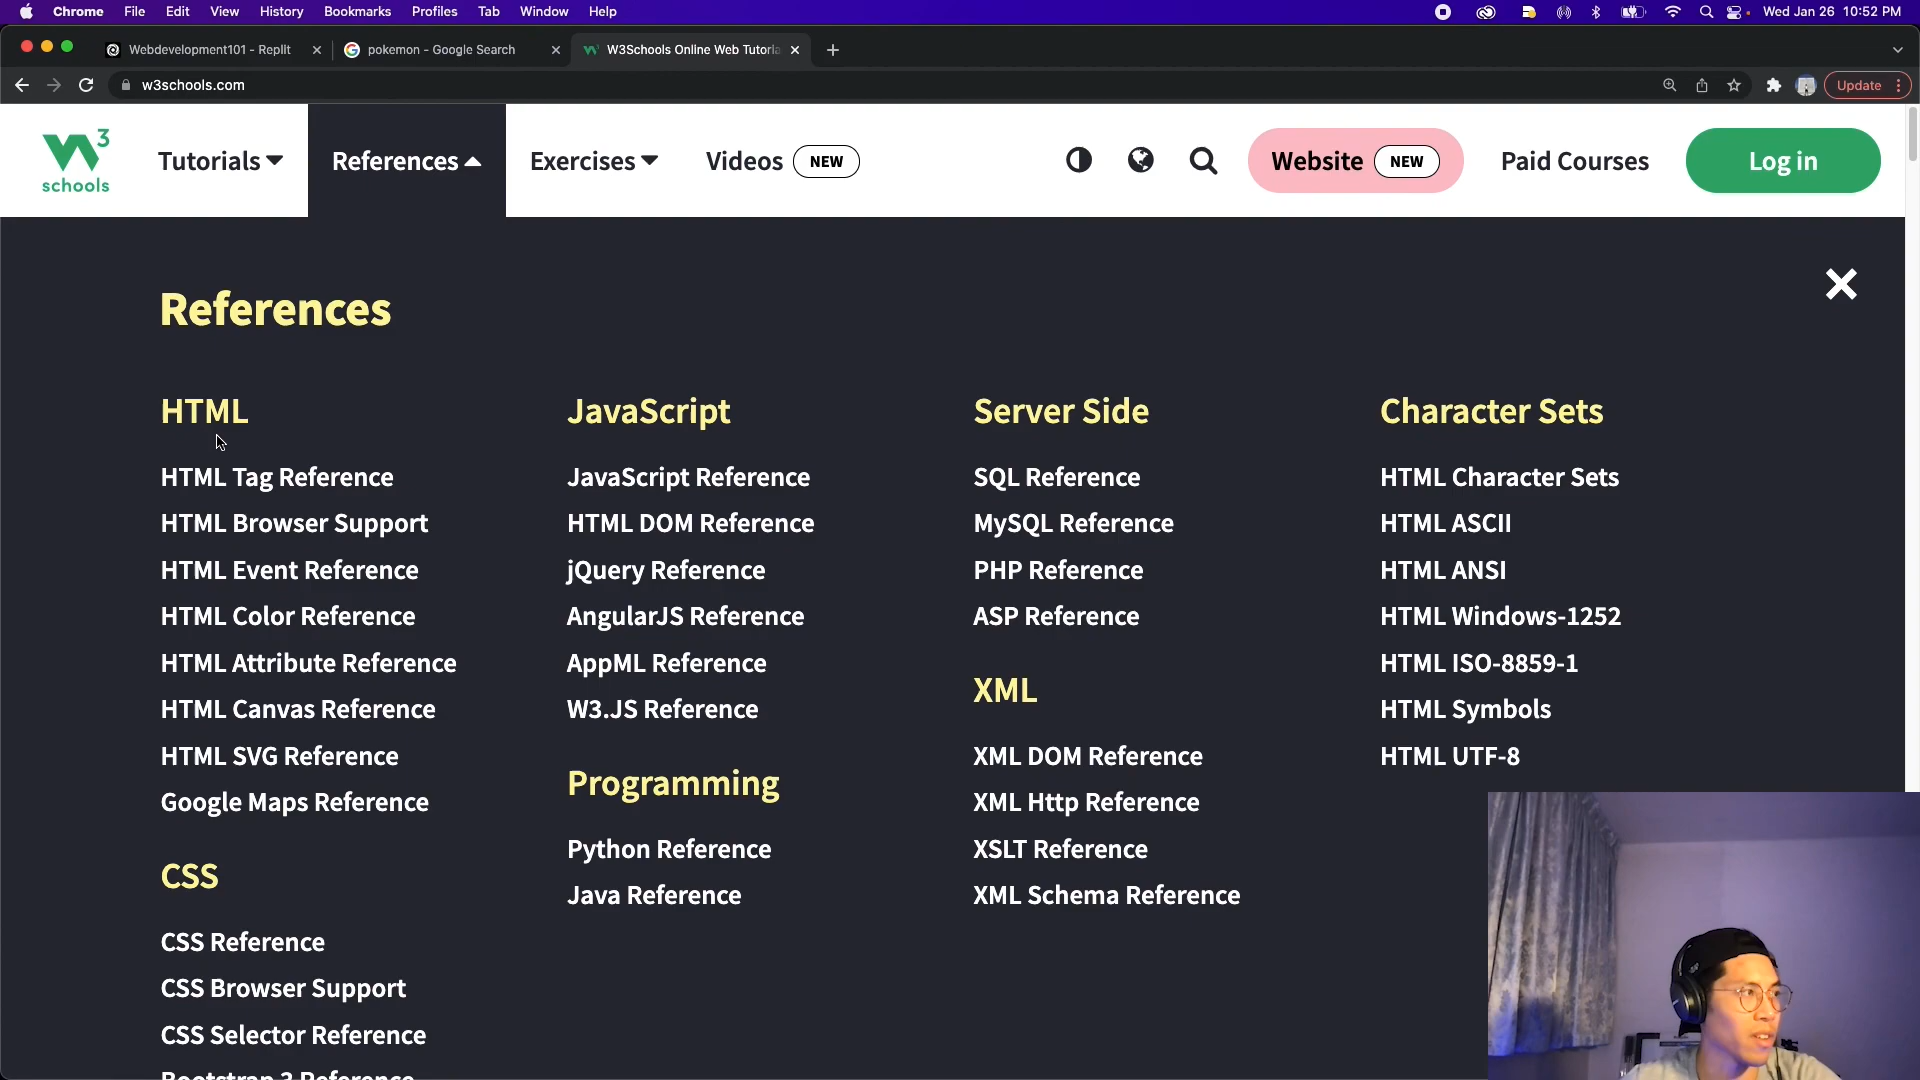 Chrome File Edit View History Bookmarks Profiles Tab Window Help Wed Jan 26 10:52 PM
Webdevelopment101 - Replit pokemon - Google Search W3Schools Online Web Tutoria
w3schools.com Update
W3 schools Tutorials References Exercises Videos NEW Website NEW Paid Courses Log in
References
HTML
HTML Tag Reference
HTML Browser Support
HTML Event Reference
HTML Color Reference
HTML Attribute Reference
HTML Canvas Reference
HTML SVG Reference
Google Maps Reference
CSS
CSS Reference
CSS Browser Support
CSS Selector Reference
Bootstrap 3 Reference
JavaScript
JavaScript Reference
HTML DOM Reference
jQuery Reference
AngularJS Reference
AppML Reference
W3.JS Reference
Programming
Python Reference
Java Reference
Server Side
SQL Reference
MySQL Reference
PHP Reference
ASP Reference
XML
XML DOM Reference
XML Http Reference
XSLT Reference
XML Schema Reference
Character Sets
HTML Character Sets
HTML ASCII
HTML ANSI
HTML Windows-1252
HTML ISO-8859-1
HTML Symbols
HTML UTF-8